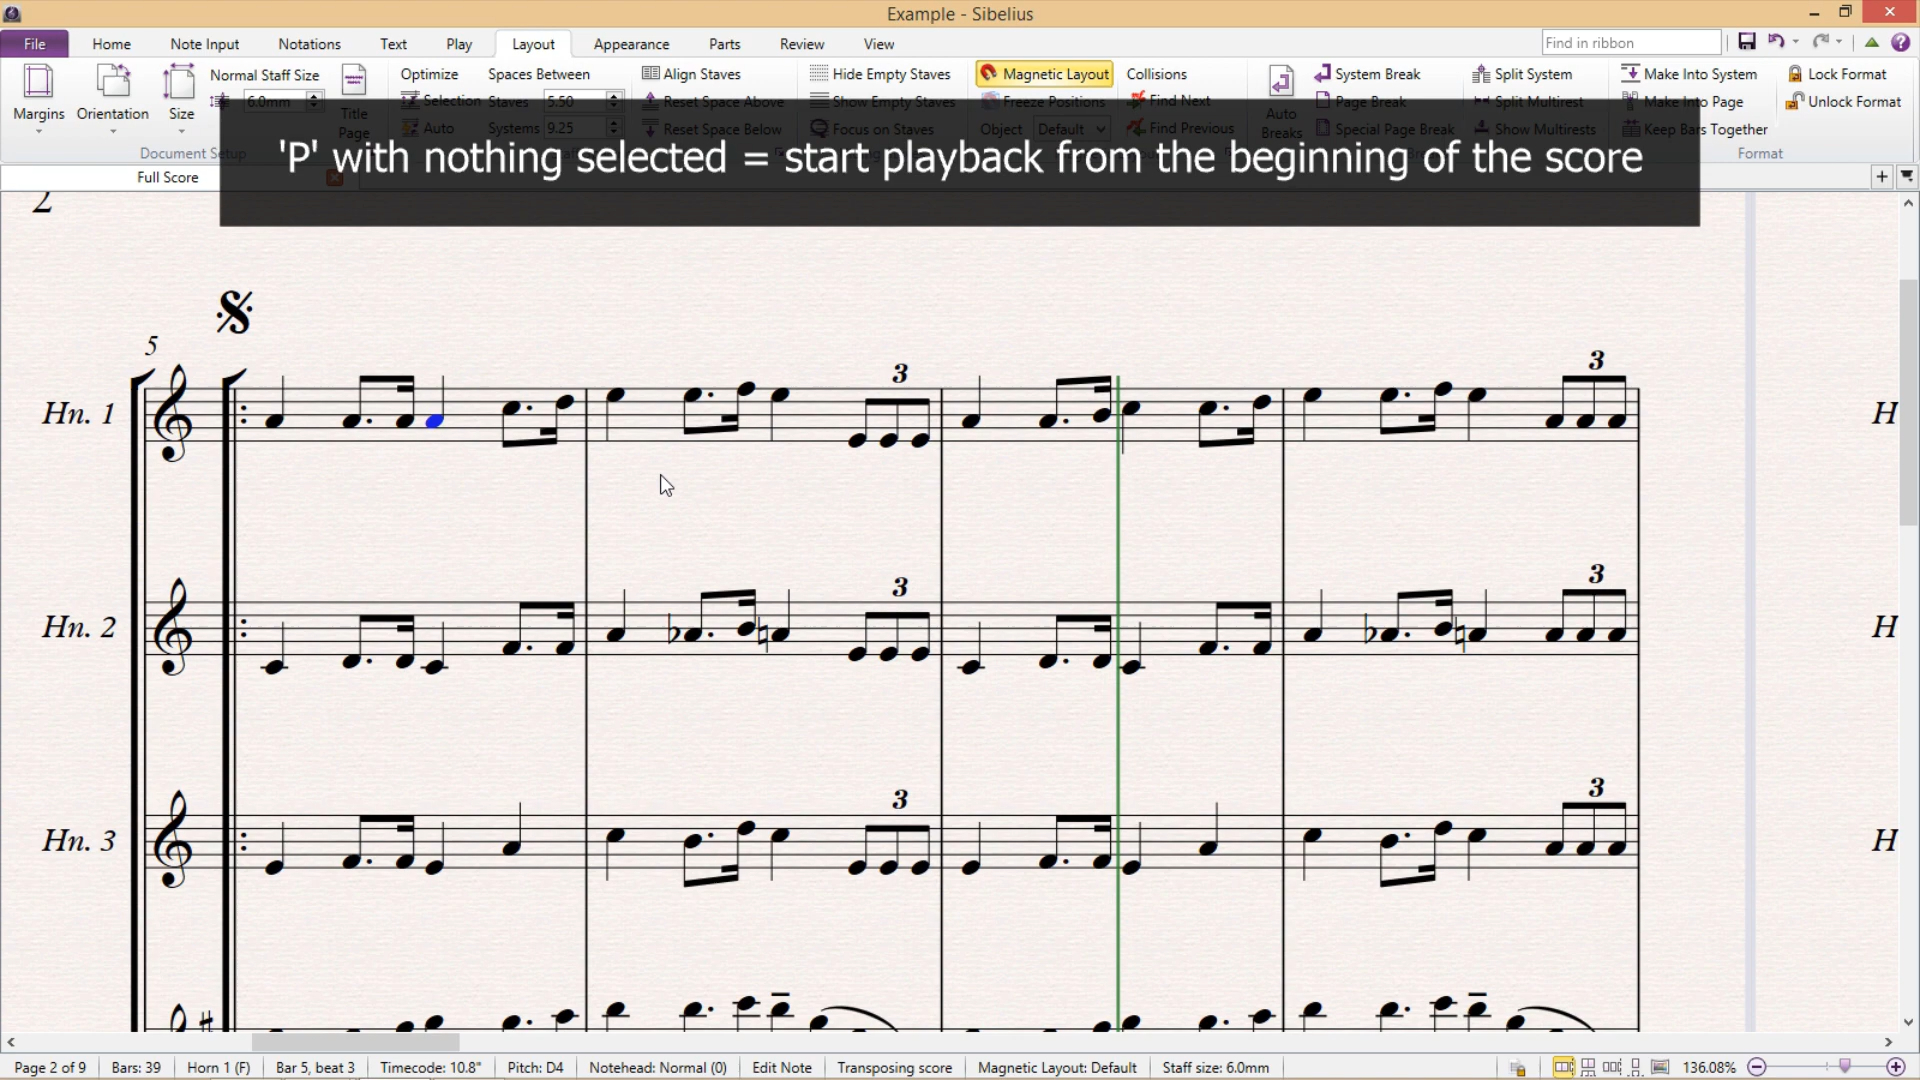 Example - Sibelius
File Home Note Input Notations Text Play Layout Appearance Parts Review View Find in ribbon
Margins Orientation Size Normal Staff Size Title Page Optimize Spaces Between Align Staves Hide Empty Staves Magnetic Layout Collisions Auto Breaks System Break Split System Make Into System Lock Format
6.0mm Selection Staves 5.50 Reset Space Above Show Empty Staves Freeze Positions Find Next Page Break Split Multirest Make Into Page Unlock Format
Auto Systems 9.25 Reset Space Below Focus on Staves Object Default Find Previous Special Page Break Show Multirests Keep Bars Together
Document Setup Format
'P' with nothing selected = start playback from the beginning of the score
Full Score
2
5
3 3
Hn. 1 H
3 3
Hn. 2 H
3 3
Hn. 3 H
Page 2 of 9 Bars: 39 Horn 1 (F) Bar 5, beat 3 Timecode: 10.8" Pitch: D4 Notehead: Normal (0) Edit Note Transposing score Magnetic Layout: Default Staff size: 6.0mm 136.08%